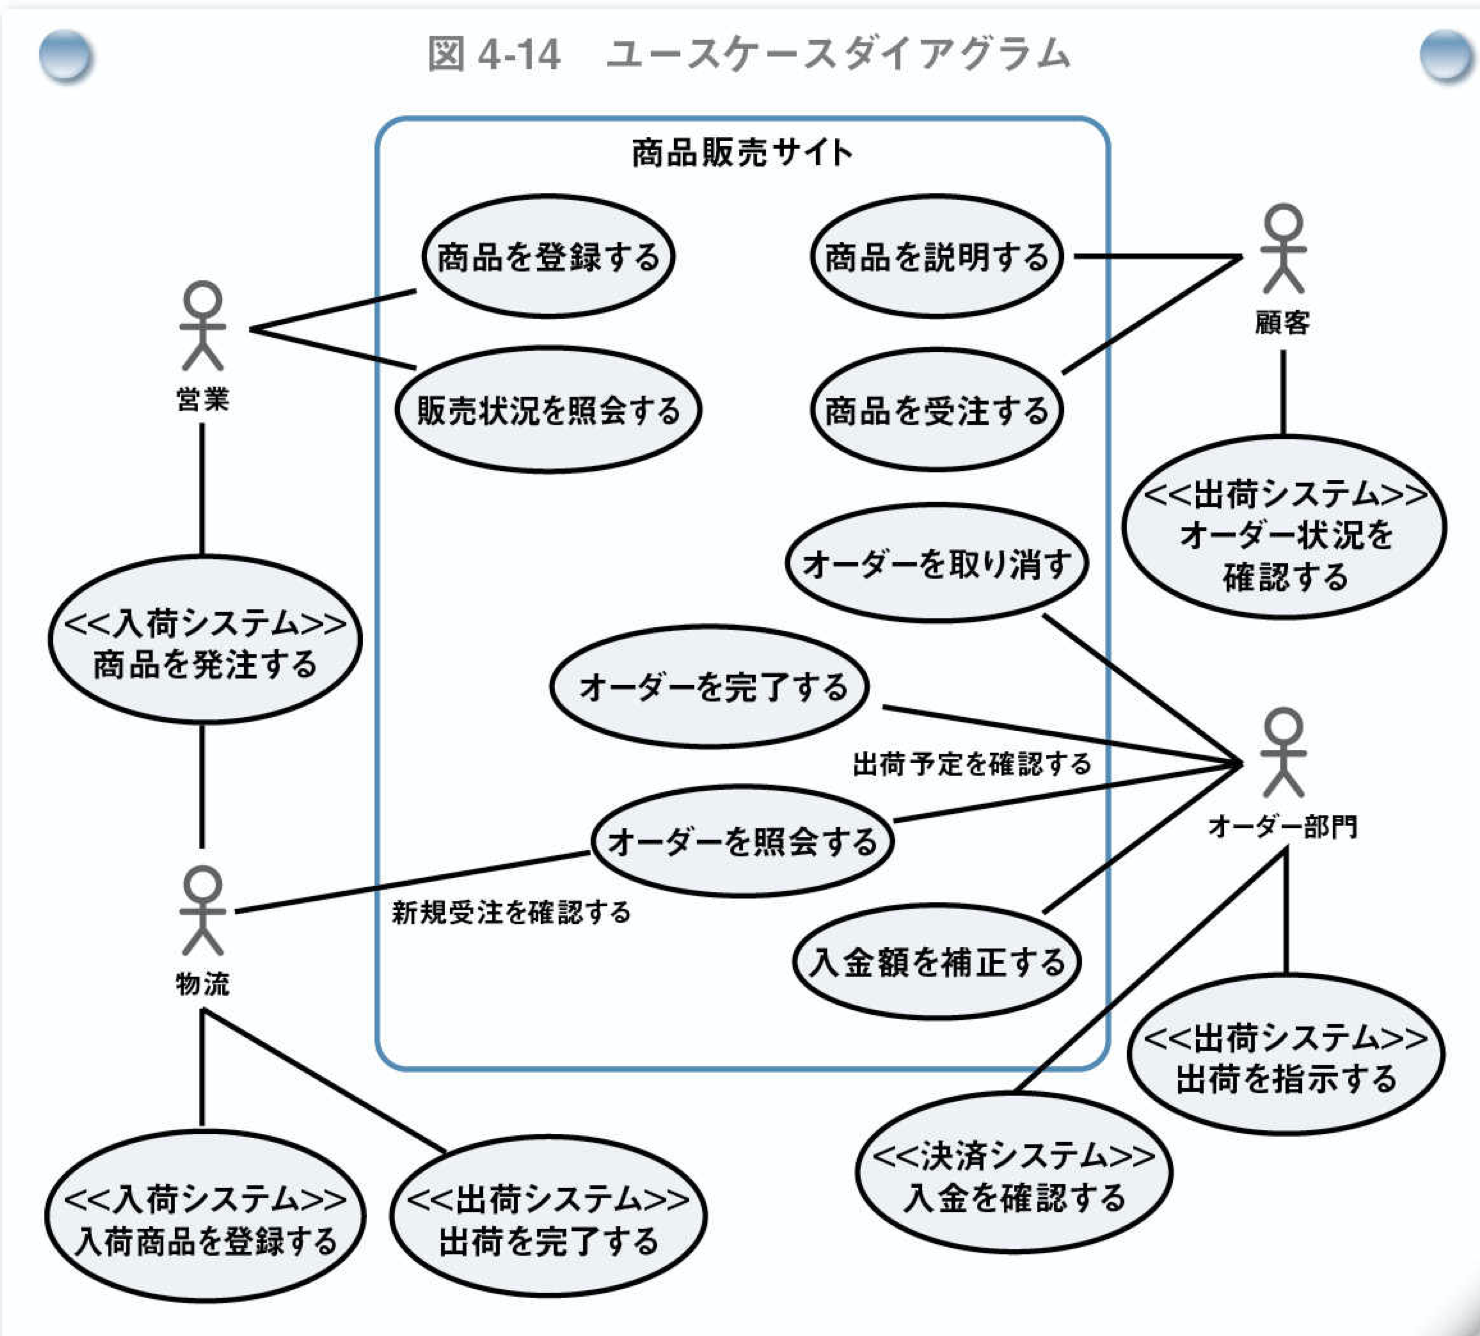 図 4-14　ユースケースダイアグラム
商品販売サイト
商品を登録する
商品を説明する
顧客
営業
販売状況を照会する
商品を受注する
<<出荷システム>>
オーダー状況を
確認する
オーダーを取り消す
<<入荷システム>>
商品を発注する
オーダーを完了する
出荷予定を確認する
オーダー部門
オーダーを照会する
新規受注を確認する
物流
入金額を補正する
<<出荷システム>>
出荷を指示する
<<決済システム>>
入金を確認する
<<入荷システム>>
入荷商品を登録する
<<出荷システム>>
出荷を完了する